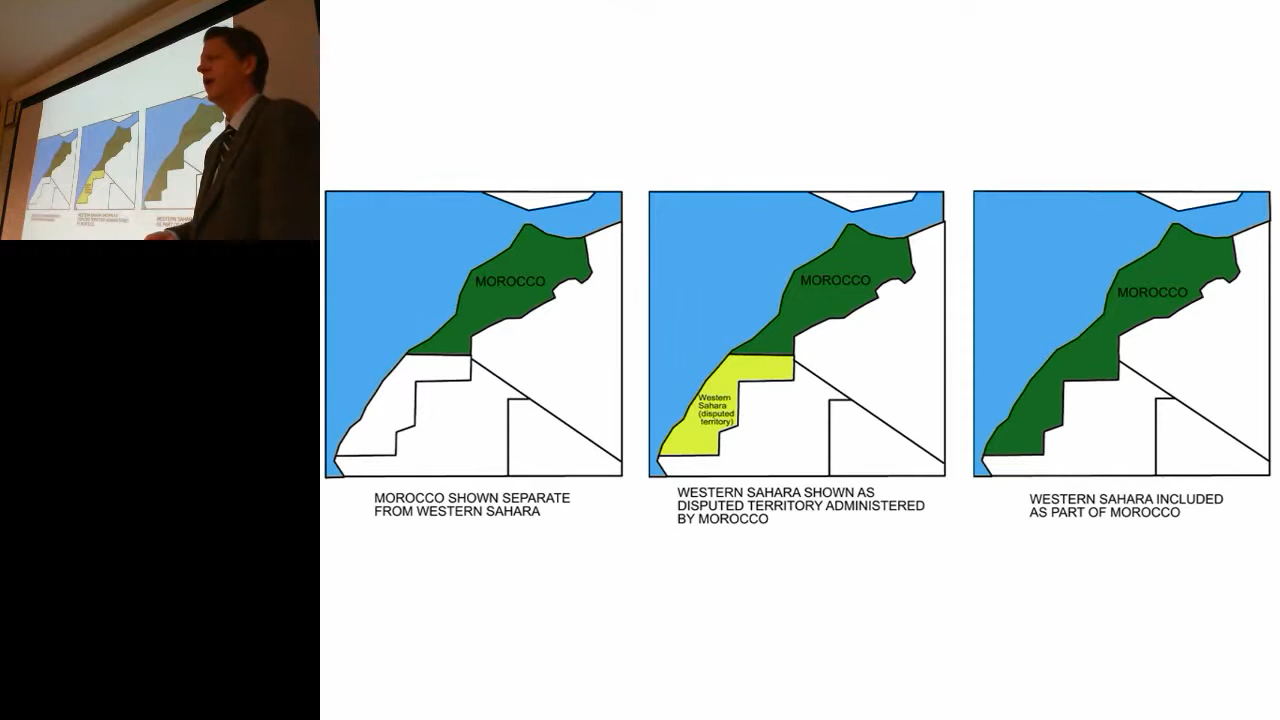 MOROCCO
MOROCCO SHOWN SEPARATE
FROM WESTERN SAHARA
MOROCCO
Western
Sahara
(disputed
territory)
WESTERN SAHARA SHOWN AS
DISPUTED TERRITORY ADMINISTERED
BY MOROCCO
MOROCCO
WESTERN SAHARA INCLUDED
AS PART OF MOROCCO